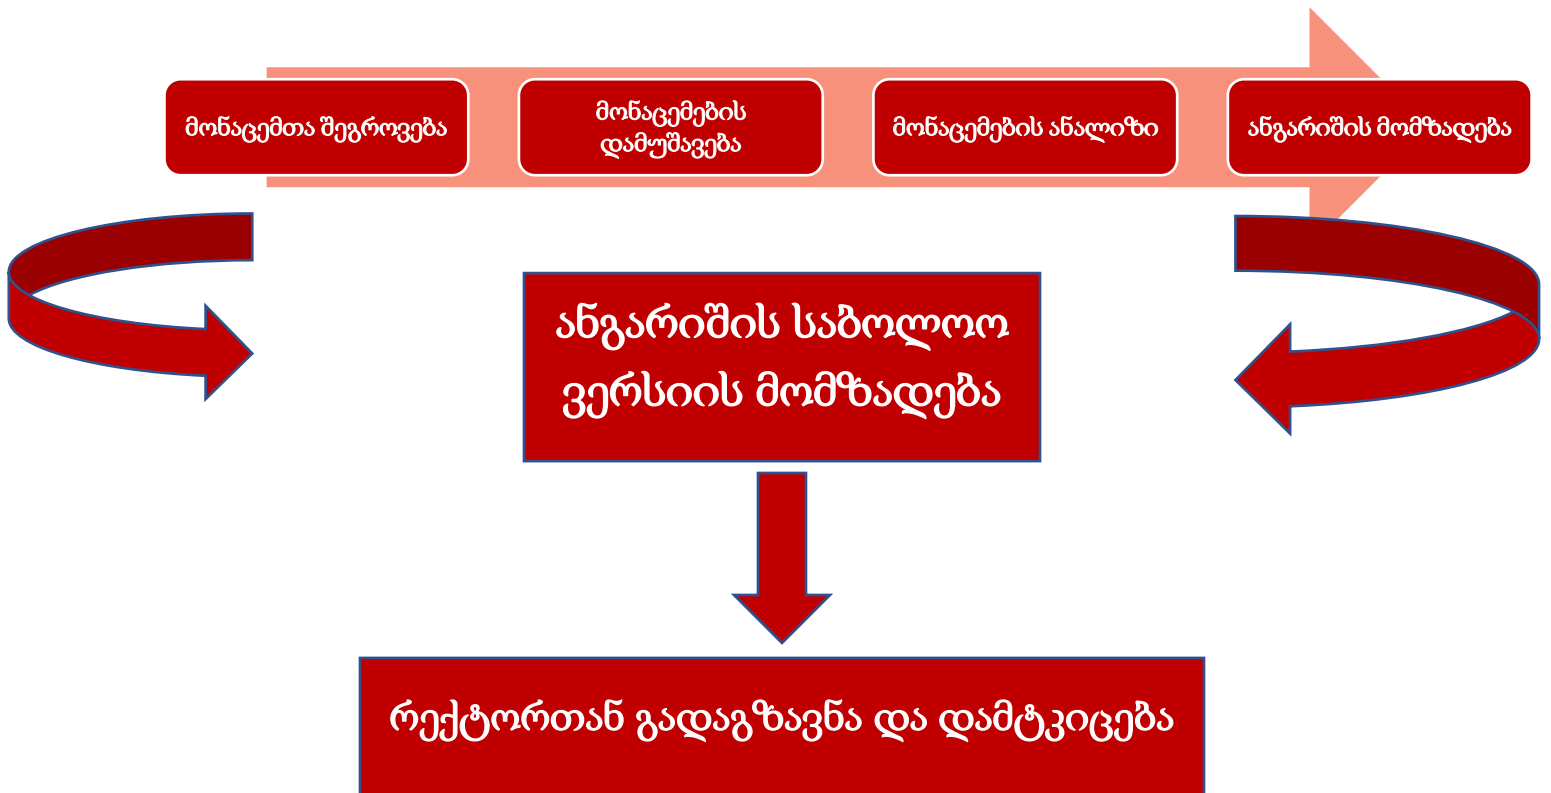 მონაცემთა შეგროვება
მონაცემების
დამუშავება
მონაცემების ანალიზი
ანგარიშის მომზადება
ანგარიშის საბოლოო
ვერსიის მომზადება
რექტორთან გადაგზავნა და დამტკიცება